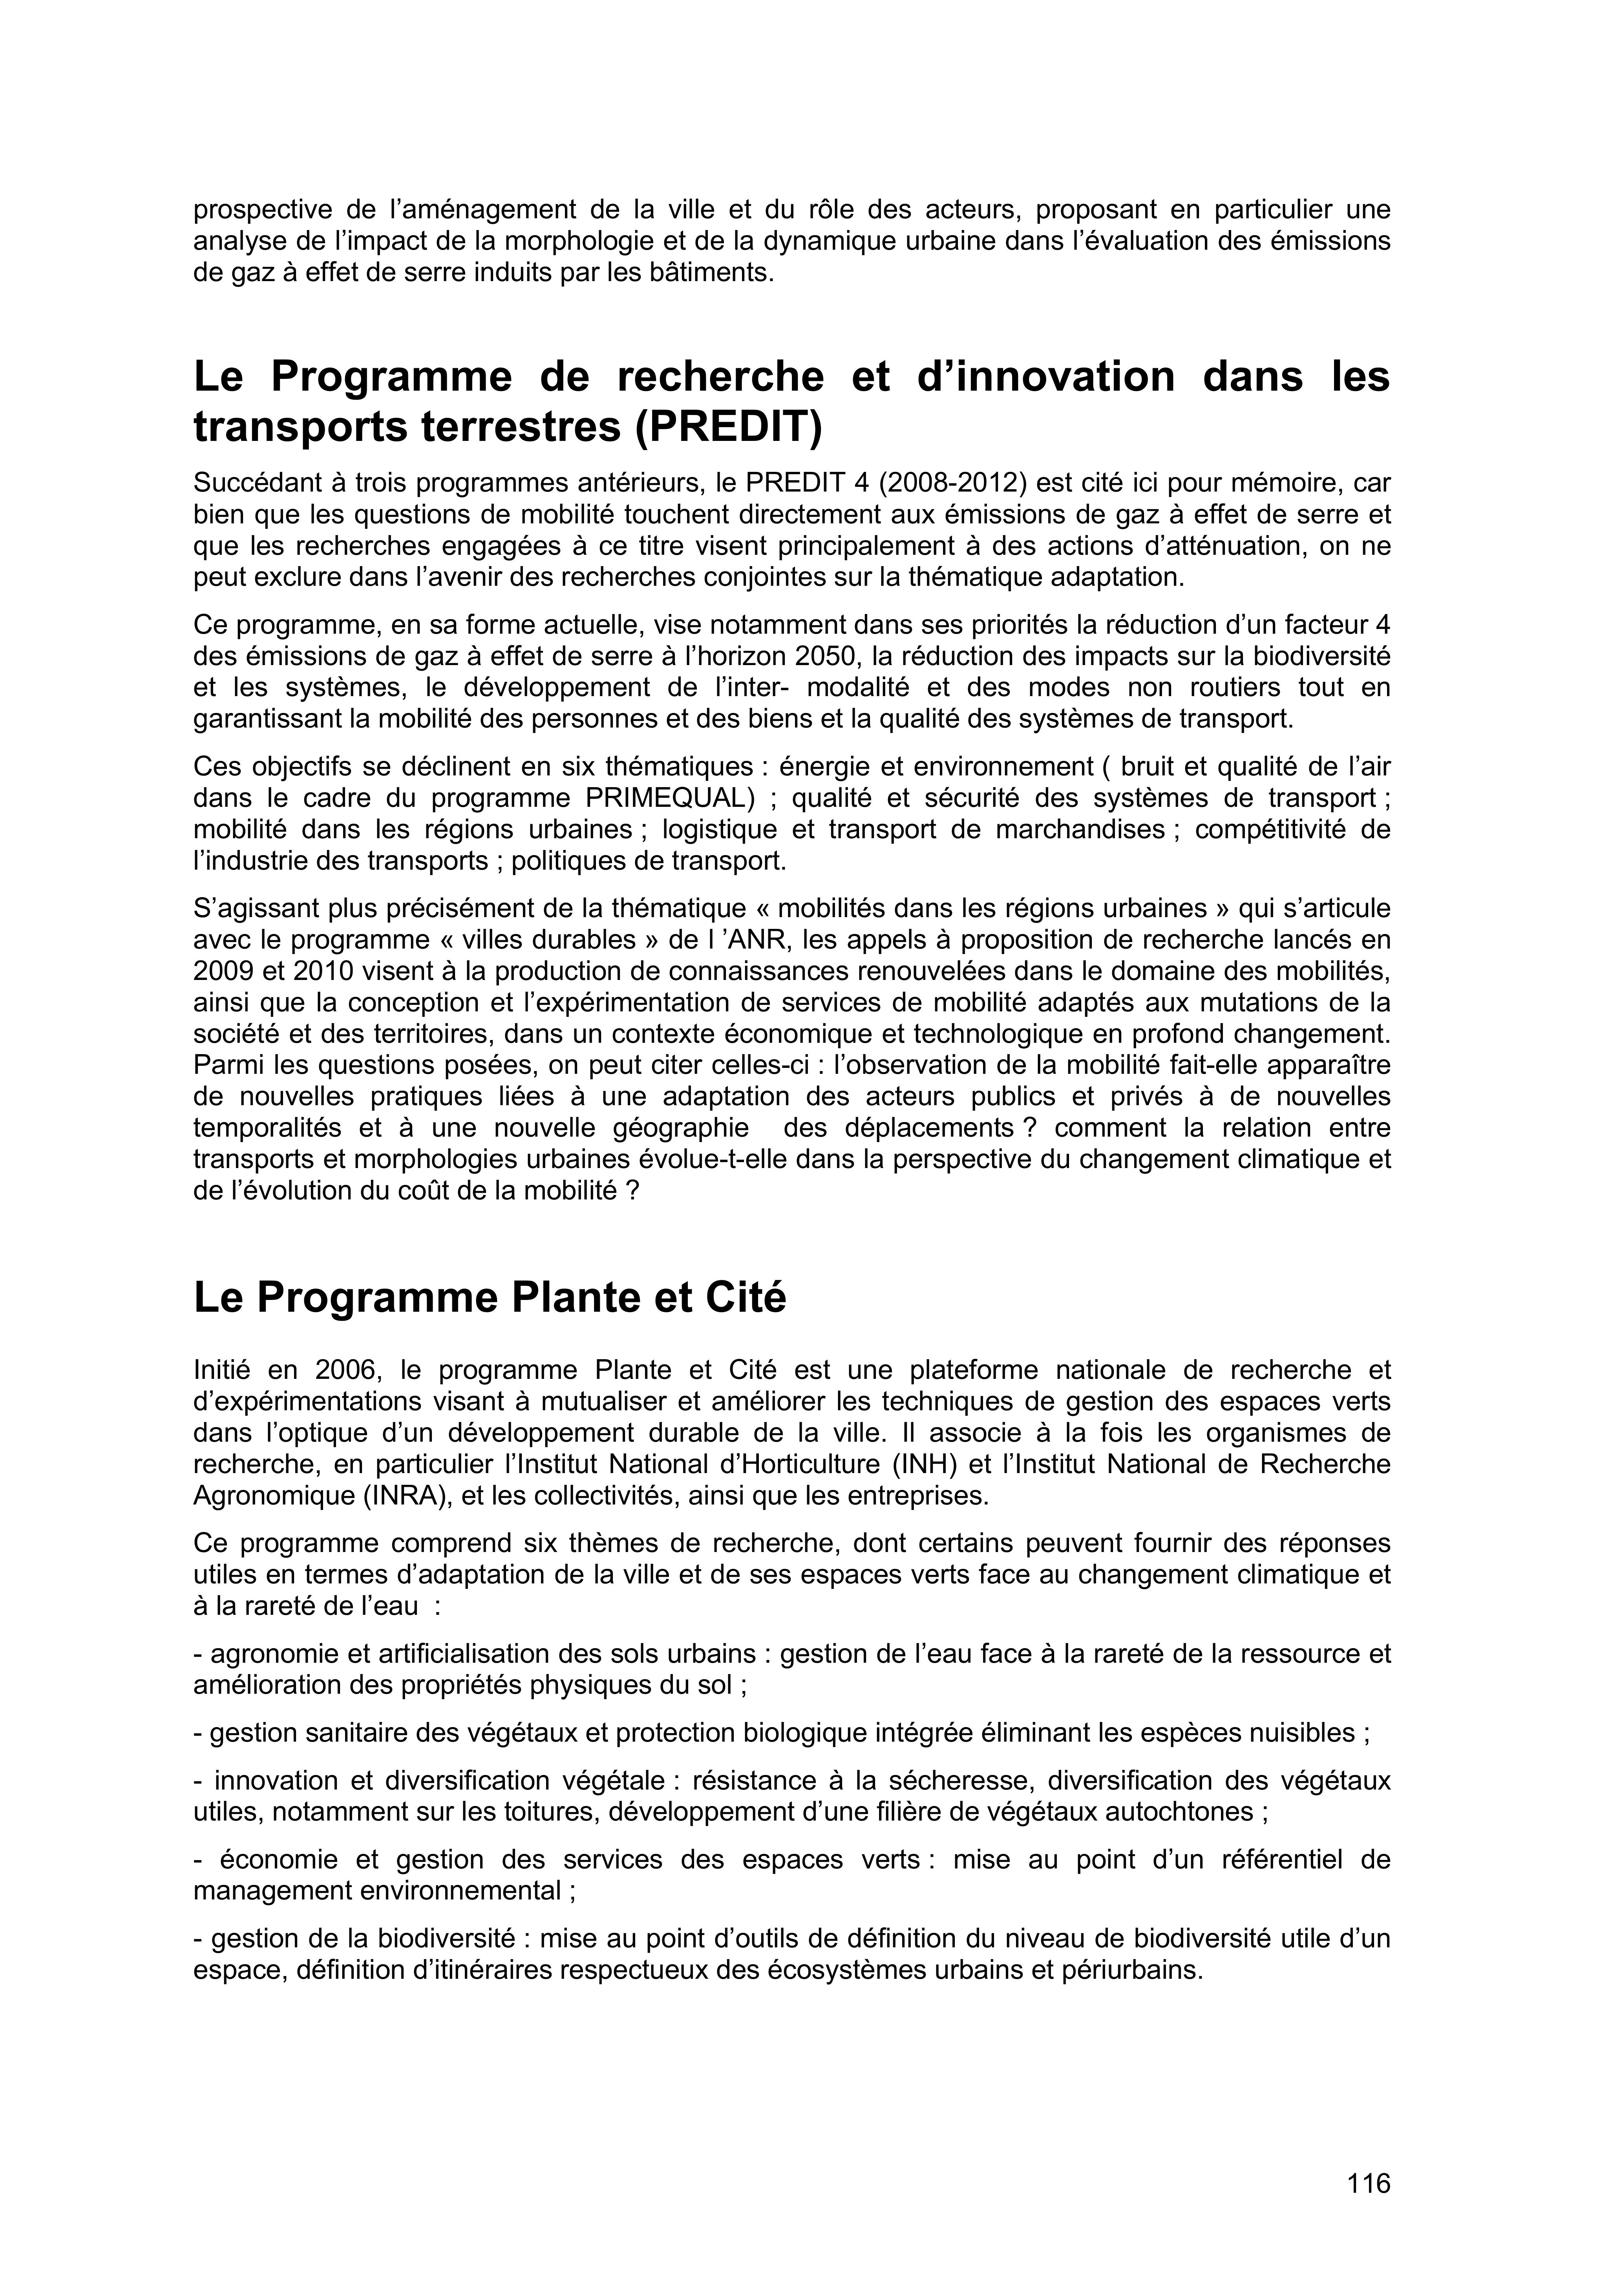 prospective de l’aménagement de la ville et du rôle des acteurs, proposant en particulier une
analyse de l’impact de la morphologie et de la dynamique urbaine dans l’évaluation des émissions
de gaz à effet de serre induits par les bâtiments.
Le Programme de recherche et d’innovation dans les
transports terrestres (PREDIT)
Succédant à trois programmes antérieurs, le PREDIT 4 (2008-2012) est cité ici pour mémoire, car
bien que les questions de mobilité touchent directement aux émissions de gaz à effet de serre et
que les recherches engagées à ce titre visent principalement à des actions d’atténuation, on ne
peut exclure dans l’avenir des recherches conjointes sur la thématique adaptation.
Ce programme, en sa forme actuelle, vise notamment dans ses priorités la réduction d’un facteur 4
des émissions de gaz à effet de serre à l’horizon 2050, la réduction des impacts sur la biodiversité
et les systèmes, le développement de l’inter- modalité et des modes non routiers tout en
garantissant la mobilité des personnes et des biens et la qualité des systèmes de transport.
Ces objectifs se déclinent en six thématiques : énergie et environnement ( bruit et qualité de l’air
dans le cadre du programme PRIMEQUAL) ; qualité et sécurité des systèmes de transport ;
mobilité dans les régions urbaines ; logistique et transport de marchandises ; compétitivité de
l’industrie des transports ; politiques de transport.
S’agissant plus précisément de la thématique « mobilités dans les régions urbaines » qui s’articule
avec le programme « villes durables » de l ’ANR, les appels à proposition de recherche lancés en
2009 et 2010 visent à la production de connaissances renouvelées dans le domaine des mobilités,
ainsi que la conception et l’expérimentation de services de mobilité adaptés aux mutations de la
société et des territoires, dans un contexte économique et technologique en profond changement.
Parmi les questions posées, on peut citer celles-ci : l’observation de la mobilité fait-elle apparaître
de nouvelles pratiques liées à une adaptation des acteurs publics et privés à de nouvelles
temporalités et à une nouvelle géographie des déplacements ? comment la relation entre
transports et morphologies urbaines évolue-t-elle dans la perspective du changement climatique et
de l’évolution du coût de la mobilité ?
Le Programme Plante et Cité
Initié en 2006, le programme Plante et Cité est une plateforme nationale de recherche et
d’expérimentations visant à mutualiser et améliorer les techniques de gestion des espaces verts
dans l’optique d’un développement durable de la ville. Il associe à la fois les organismes de
recherche, en particulier l’Institut National d’Horticulture (INH) et l’Institut National de Recherche
Agronomique (INRA), et les collectivités, ainsi que les entreprises.
Ce programme comprend six thèmes de recherche, dont certains peuvent fournir des réponses
utiles en termes d’adaptation de la ville et de ses espaces verts face au changement climatique et
à la rareté de l’eau :
- agronomie et artificialisation des sols urbains : gestion de l’eau face à la rareté de la ressource et
amélioration des propriétés physiques du sol ;
- gestion sanitaire des végétaux et protection biologique intégrée éliminant les espèces nuisibles ;
- innovation et diversification végétale : résistance à la sécheresse, diversification des végétaux
utiles, notamment sur les toitures, développement d’une filière de végétaux autochtones ;
- économie et gestion des services des espaces verts : mise au point d’un référentiel de
management environnemental ;
- gestion de la biodiversité : mise au point d’outils de définition du niveau de biodiversité utile d’un
espace, définition d’itinéraires respectueux des écosystèmes urbains et périurbains.
116